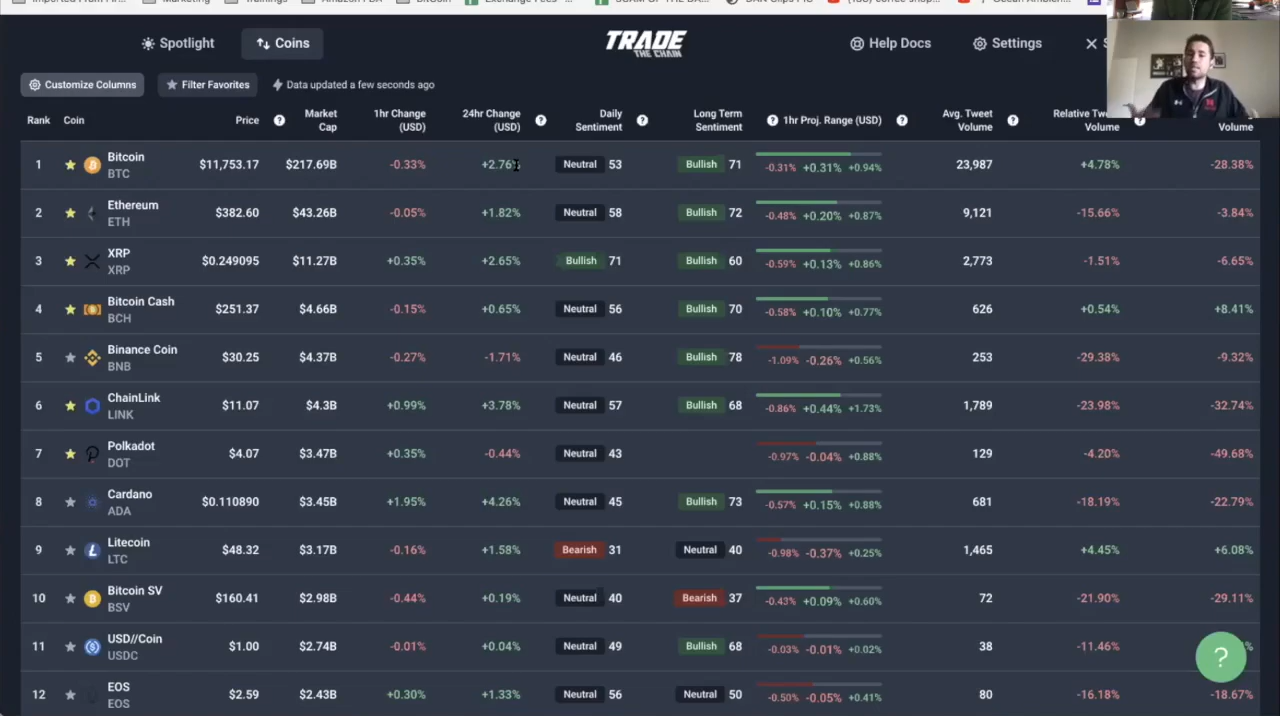 Marketing
Trainings
Amazon FBA
Bitcoin
Exchange Fees
Spotlight
Coins
TRADE
THE CHAIN
Help Docs
Settings
Customize Columns
Filter Favorites
Data updated a few seconds ago
Rank Coin Price ? Market Cap 1hr Change (USD) 24hr Change (USD) ? Daily Sentiment ? Long Term Sentiment ? 1hr Proj. Range (USD) ? Avg. Tweet Volume ? Relative Volume ? Volume
1 Bitcoin BTC $11,753.17 $217.69B -0.33% +2.76% Neutral 53 Bullish 71 -0.31% +0.31% +0.94% 23,987 +4.78% -28.38%
2 Ethereum ETH $382.60 $43.26B -0.05% +1.82% Neutral 58 Bullish 72 -0.48% +0.20% +0.87% 9,121 -15.66% -3.84%
3 XRP XRP $0.249095 $11.27B +0.35% +2.65% Bullish 71 Bullish 60 -0.59% +0.13% +0.86% 2,773 -1.51% -6.65%
4 Bitcoin Cash BCH $251.37 $4.66B -0.15% +0.65% Neutral 56 Bullish 70 -0.58% +0.10% +0.77% 626 +0.54% +8.41%
5 Binance Coin BNB $30.25 $4.37B -0.27% -1.71% Neutral 46 Bullish 78 -1.09% -0.26% +0.56% 253 -29.38% -9.32%
6 ChainLink LINK $11.07 $4.3B +0.99% +3.78% Neutral 57 Bullish 68 -0.86% +0.44% +1.73% 1,789 -23.98% -32.74%
7 Polkadot DOT $4.07 $3.47B +0.35% -0.44% Neutral 43 -0.97% -0.04% +0.88% 129 -4.20% -49.68%
8 Cardano ADA $0.110890 $3.45B +1.95% +4.26% Neutral 45 Bullish 73 -0.57% +0.15% +0.88% 681 -18.19% -22.79%
9 Litecoin LTC $48.32 $3.17B -0.16% +1.58% Bearish 31 Neutral 40 -0.98% -0.37% +0.25% 1,465 +4.45% +6.08%
10 Bitcoin SV BSV $160.41 $2.98B -0.44% +0.19% Neutral 40 Bearish 37 -0.43% +0.09% +0.60% 72 -21.90% -29.11%
11 USD//Coin USDC $1.00 $2.74B -0.01% +0.04% Neutral 49 Bullish 68 -0.03% -0.01% +0.02% 38 -11.46%
12 EOS EOS $2.59 $2.43B +0.30% +1.33% Neutral 56 Neutral 50 -0.50% -0.05% +0.41% 80 -16.18% -18.67%
?